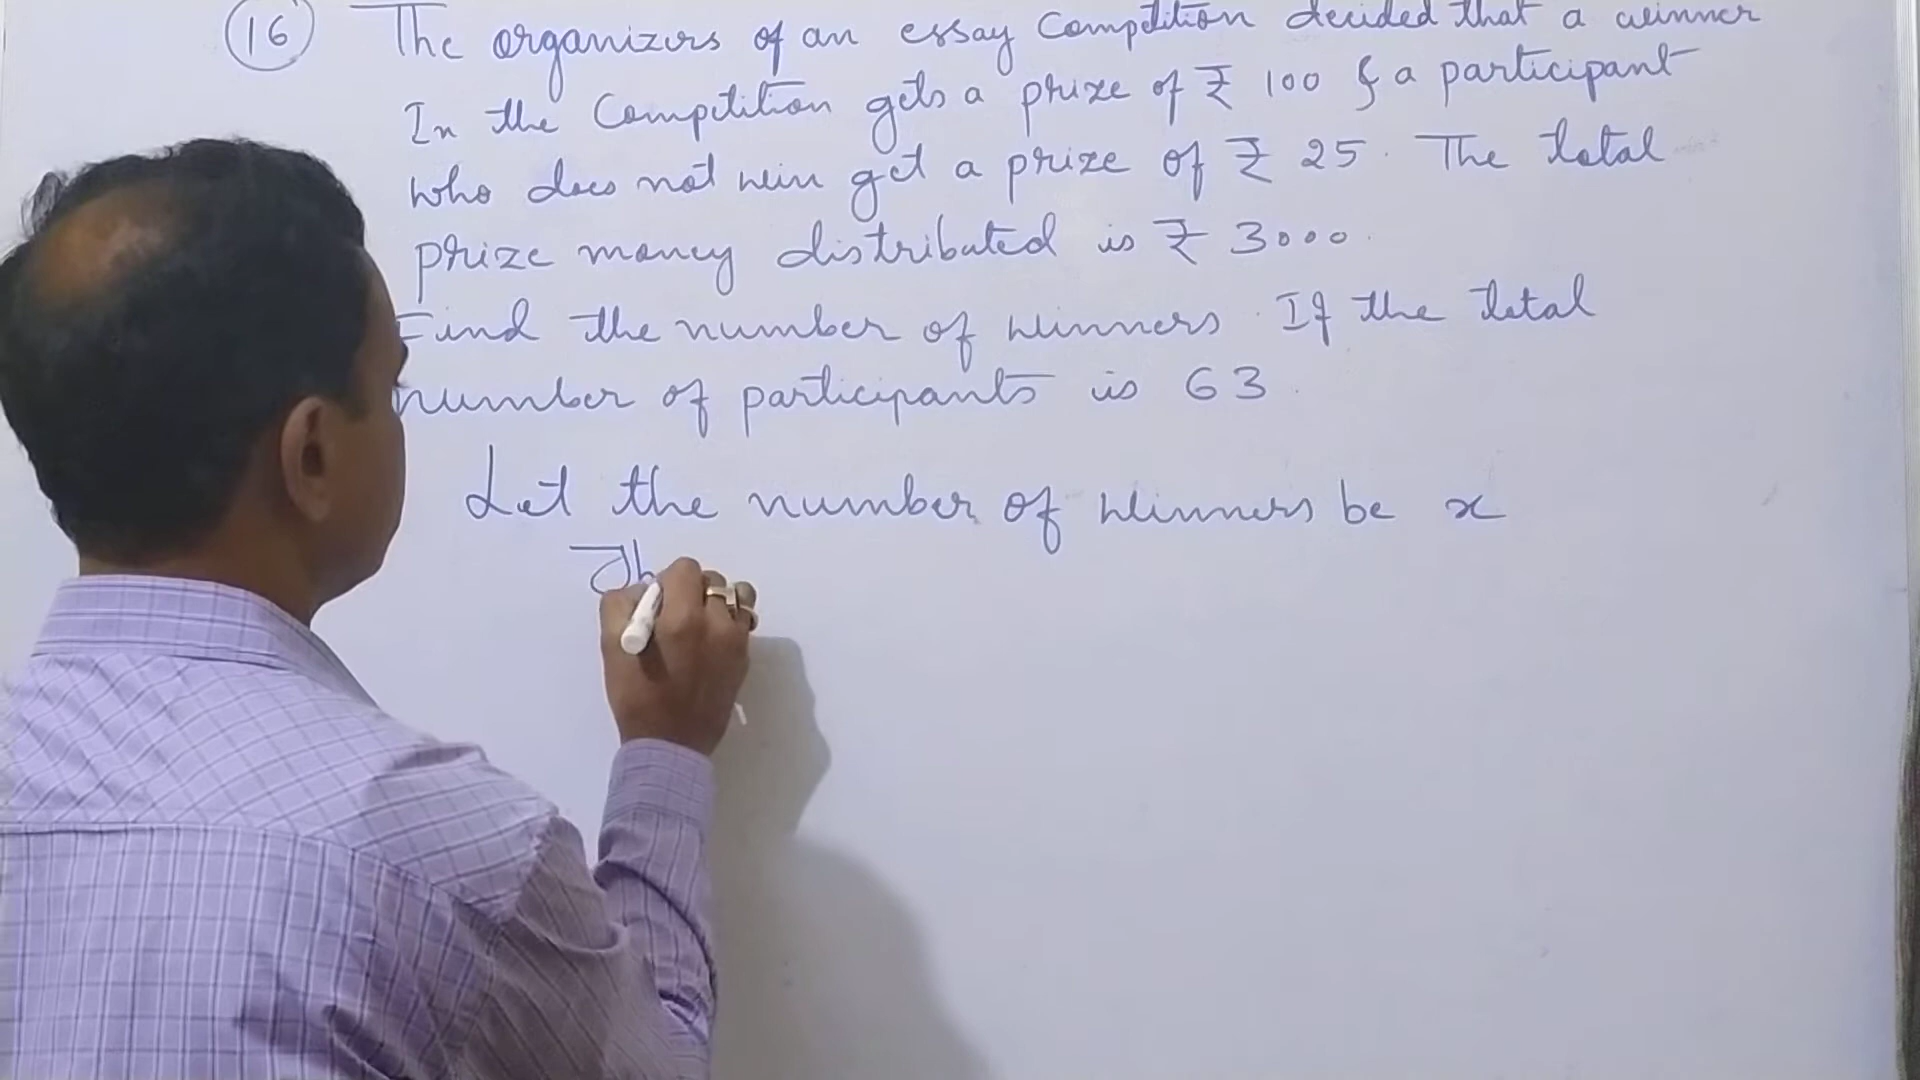 16 The organizers of an essay Competition decided that a winner
In the Competition gets a prize of ₹ 100 & a participant
who does not win get a prize of ₹ 25. The total
prize money distributed is ₹ 3000.
Find the number of winners. If the total
number of participants is 63.
Let the number of winners be x
Th